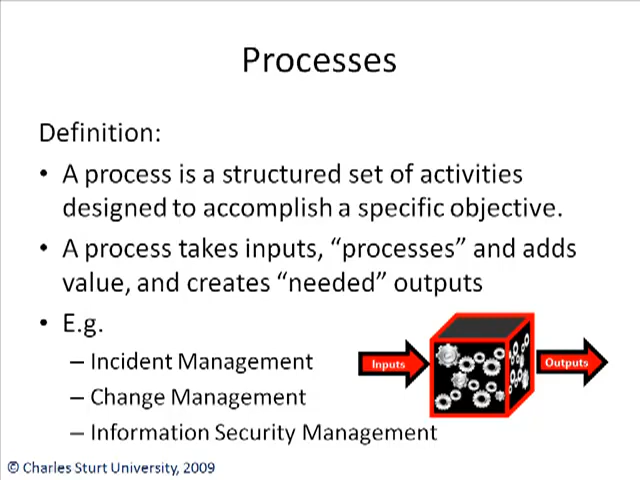 Processes
Definition:
• A process is a structured set of activities
designed to accomplish a specific objective.
• A process takes inputs, “processes” and adds
value, and creates “needed” outputs
• E.g.
– Incident Management
– Change Management
– Information Security Management
Inputs
Outputs
© Charles Sturt University, 2009